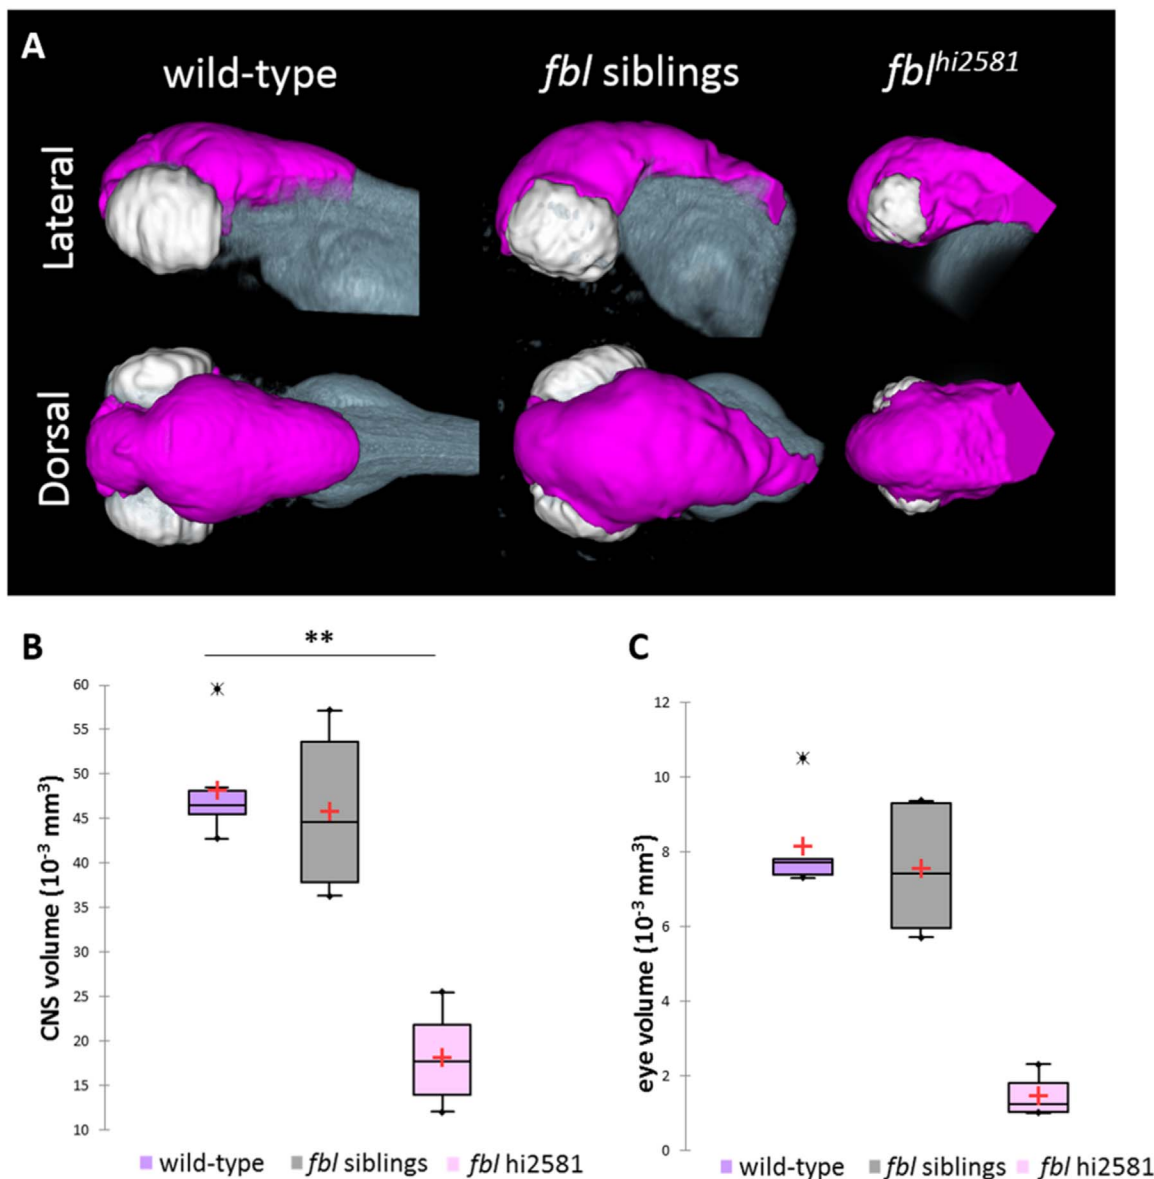 A
wild-type
fbl siblings
fbl^hi2581
Lateral
Dorsal
B
**
60
55
50
45
40
35
30
25
20
15
10
CNS volume (10⁻³ mm³)
wild-type fbl siblings fbl hi2581
C
12
10
8
6
4
2
0
eye volume (10⁻³ mm³)
wild-type fbl siblings fbl hi2581